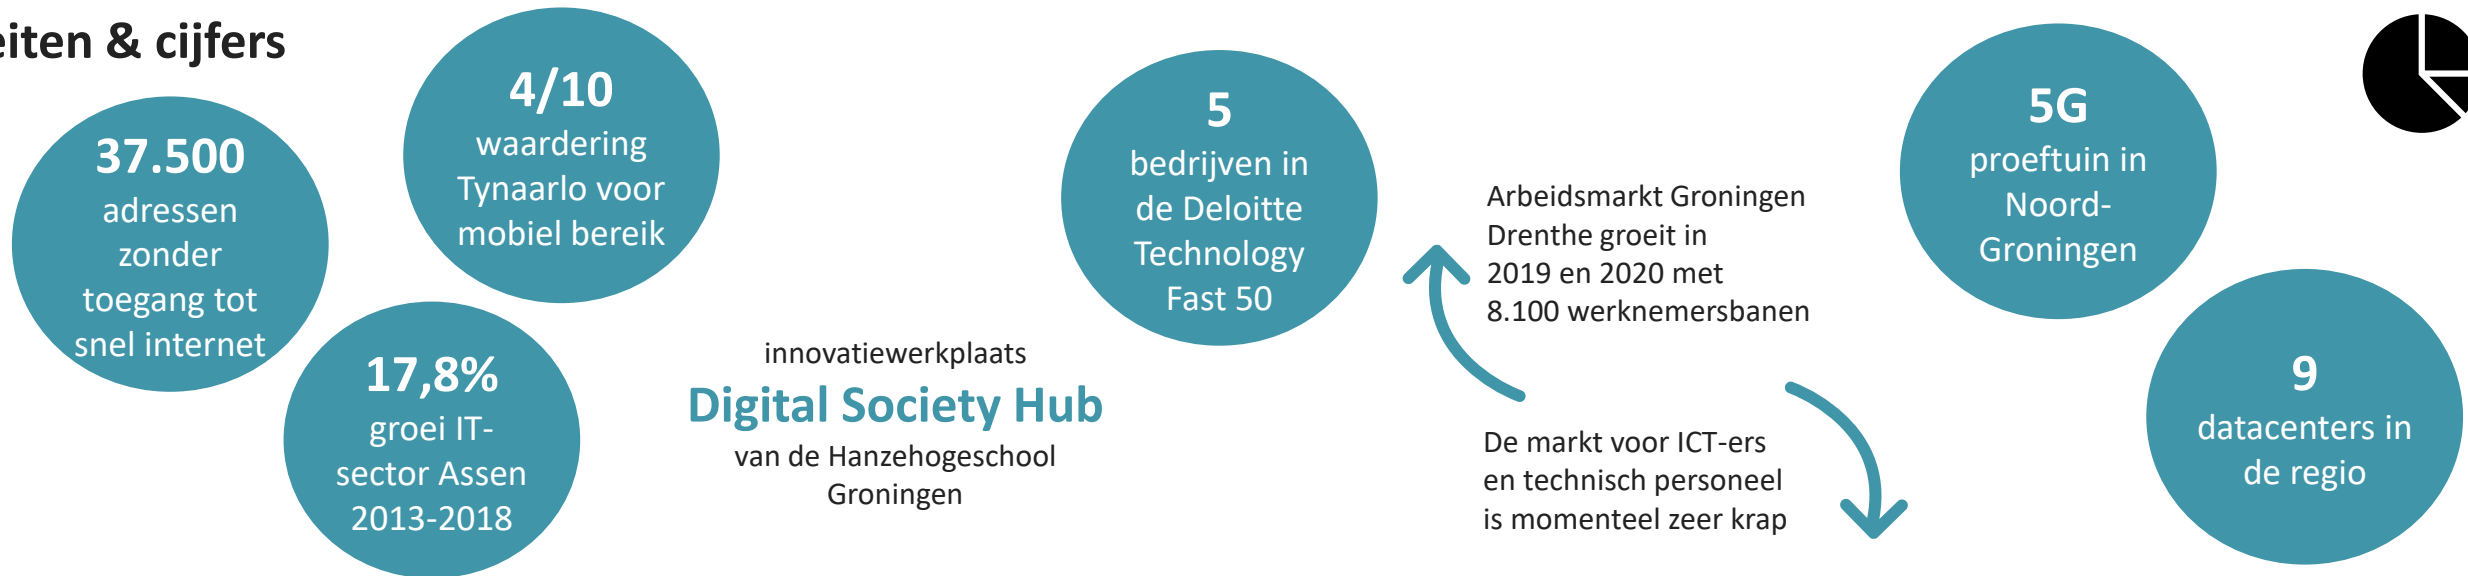 eiten & cijfers
37.500
adressen
zonder
toegang tot
snel internet
4/10
waardering
Tynaarlo voor
mobiel bereik
17,8%
groei IT-
sector Assen
2013-2018
innovatiewerkplaats
Digital Society Hub
van de Hanzehogeschool
Groningen
5
bedrijven in
de Deloitte
Technology
Fast 50
Arbeidsmarkt Groningen
Drenthe groeit in
2019 en 2020 met
8.100 werknemersbanen
De markt voor ICT-ers
en technisch personeel
is momenteel zeer krap
5G
proeftuin in
Noord-
Groningen
9
datacenters in
de regio